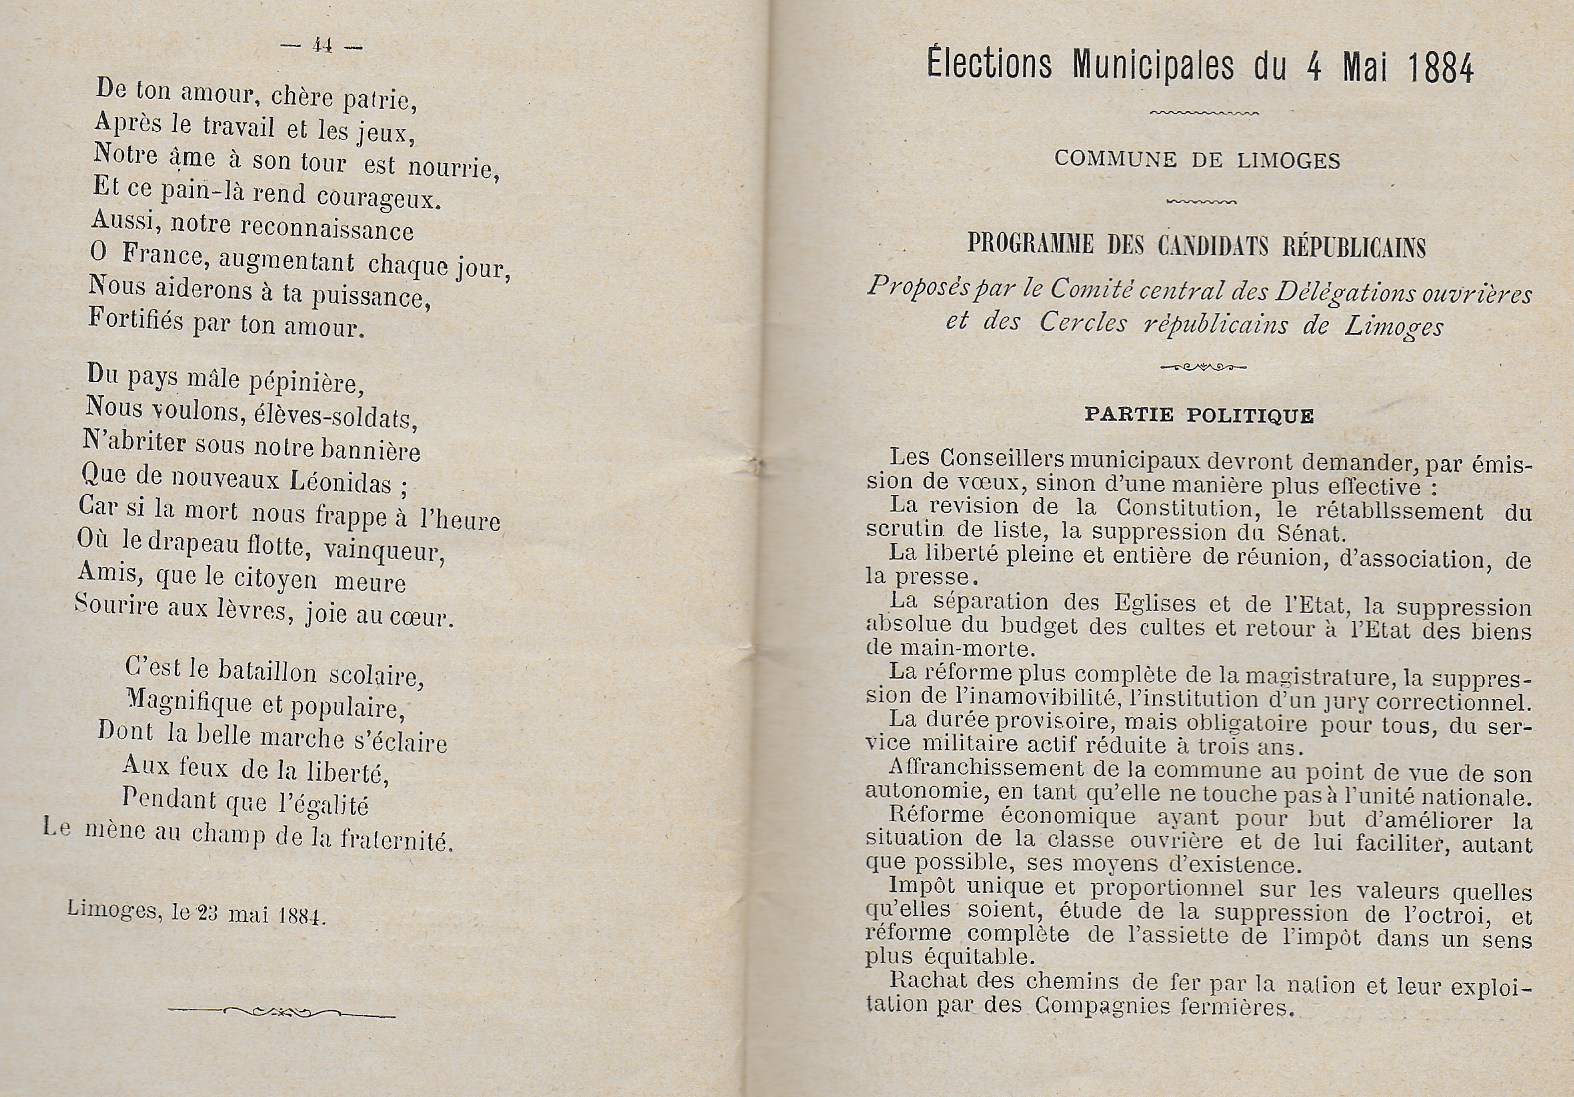 — 44 —
De ton amour, chère patrie,
Après le travail et les jeux,
Notre âme à son tour est nourrie,
Et ce pain-là rend courageux.
Aussi, notre reconnaissance
O France, augmentant chaque jour,
Nous aiderons à ta puissance,
Fortifiés par ton amour.
Du pays mâle pépinière,
Nous voulons, élèves-soldats,
N'abriter sous notre bannière
Que de nouveaux Léonidas ;
Car si la mort nous frappe à l'heure
Où le drapeau flotte, vainqueur,
Amis, que le citoyen meure
Sourire aux lèvres, joie au cœur.
C'est le bataillon scolaire,
Magnifique et populaire,
Dont la belle marche s'éclaire
Aux feux de la liberté,
Pendant que l'égalité
Le mène au champ de la fraternité.
Limoges, le 23 mai 1884.
Élections Municipales du 4 Mai 1884
COMMUNE DE LIMOGES
PROGRAMME DES CANDIDATS RÉPUBLICAINS
Proposés par le Comité central des Délégations ouvrières
et des Cercles républicains de Limoges
PARTIE POLITIQUE
Les Conseillers municipaux devront demander, par émis-
sion de vœux, sinon d'une manière plus effective :
La revision de la Constitution, le rétablissement du
scrutin de liste, la suppression du Sénat.
La liberté pleine et entière de réunion, d'association, de
la presse.
La séparation des Eglises et de l'Etat, la suppression
absolue du budget des cultes et retour à l'Etat des biens
de main-morte.
La réforme plus complète de la magistrature, la suppres-
sion de l'inamovibilité, l'institution d'un jury correctionnel.
La durée provisoire, mais obligatoire pour tous, du ser-
vice militaire actif réduite à trois ans.
Affranchissement de la commune au point de vue de son
autonomie, en tant qu'elle ne touche pas à l'unité nationale.
Réforme économique ayant pour but d'améliorer la
situation de la classe ouvrière et de lui faciliter, autant
que possible, ses moyens d'existence.
Impôt unique et proportionnel sur les valeurs quelles
qu'elles soient, étude de la suppression de l'octroi, et
réforme complète de l'assiette de l'impôt dans un sens
plus équitable.
Rachat des chemins de fer par la nation et leur exploi-
tation par des Compagnies fermières.